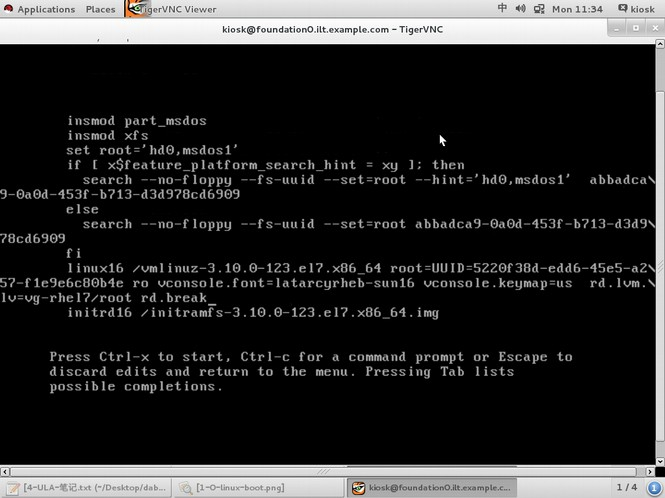 Applications Places TigerVNC Viewer 中 Mon 11:34 kiosk
kiosk@foundation0.ilt.example.com - TigerVNC
insmod part_msdos
insmod xfs
set root='hd0,msdos1'
if [ x$feature_platform_search_hint = xy ]; then
search --no-floppy --fs-uuid --set=root --hint='hd0,msdos1' abbadca\
9-0a0d-453f-b713-d3d978cd6909
else
search --no-floppy --fs-uuid --set=root abbadca9-0a0d-453f-b713-d3d9\
78cd6909
fi
linux16 /vmlinuz-3.10.0-123.el7.x86_64 root=UUID=5220f38d-edd6-45e5-a2\
57-f1e9e6c80b4e ro vconsole.font=latarcyrheb-sun16 vconsole.keymap=us rd.lvm.\
lv=vg-rhel7/root rd.break_
initrd16 /initramfs-3.10.0-123.el7.x86_64.img
Press Ctrl-x to start, Ctrl-c for a command prompt or Escape to
discard edits and return to the menu. Pressing Tab lists
possible completions.
[4-ULA-笔记.txt (~/Desktop/dab... [1-0-linux-boot.png] kiosk@foundation0.ilt.example.c... 1 / 4 1